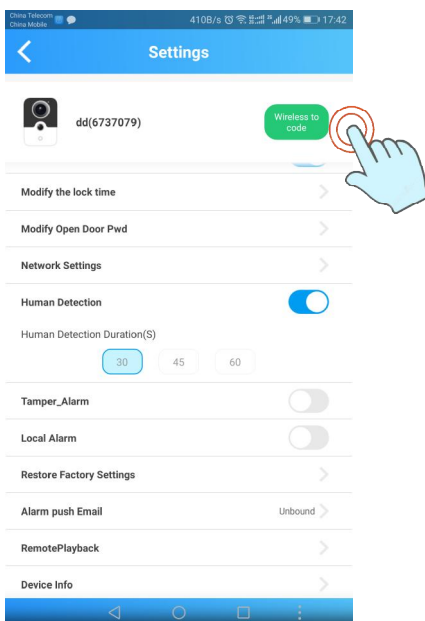 China Telecom
China Mobile
410B/s 49% 17:42
Settings
dd(6737079)
Wireless to
code
Modify the lock time
Modify Open Door Pwd
Network Settings
Human Detection
Human Detection Duration(S)
30 45 60
Tamper_Alarm
Local Alarm
Restore Factory Settings
Alarm push Email Unbound
RemotePlayback
Device Info